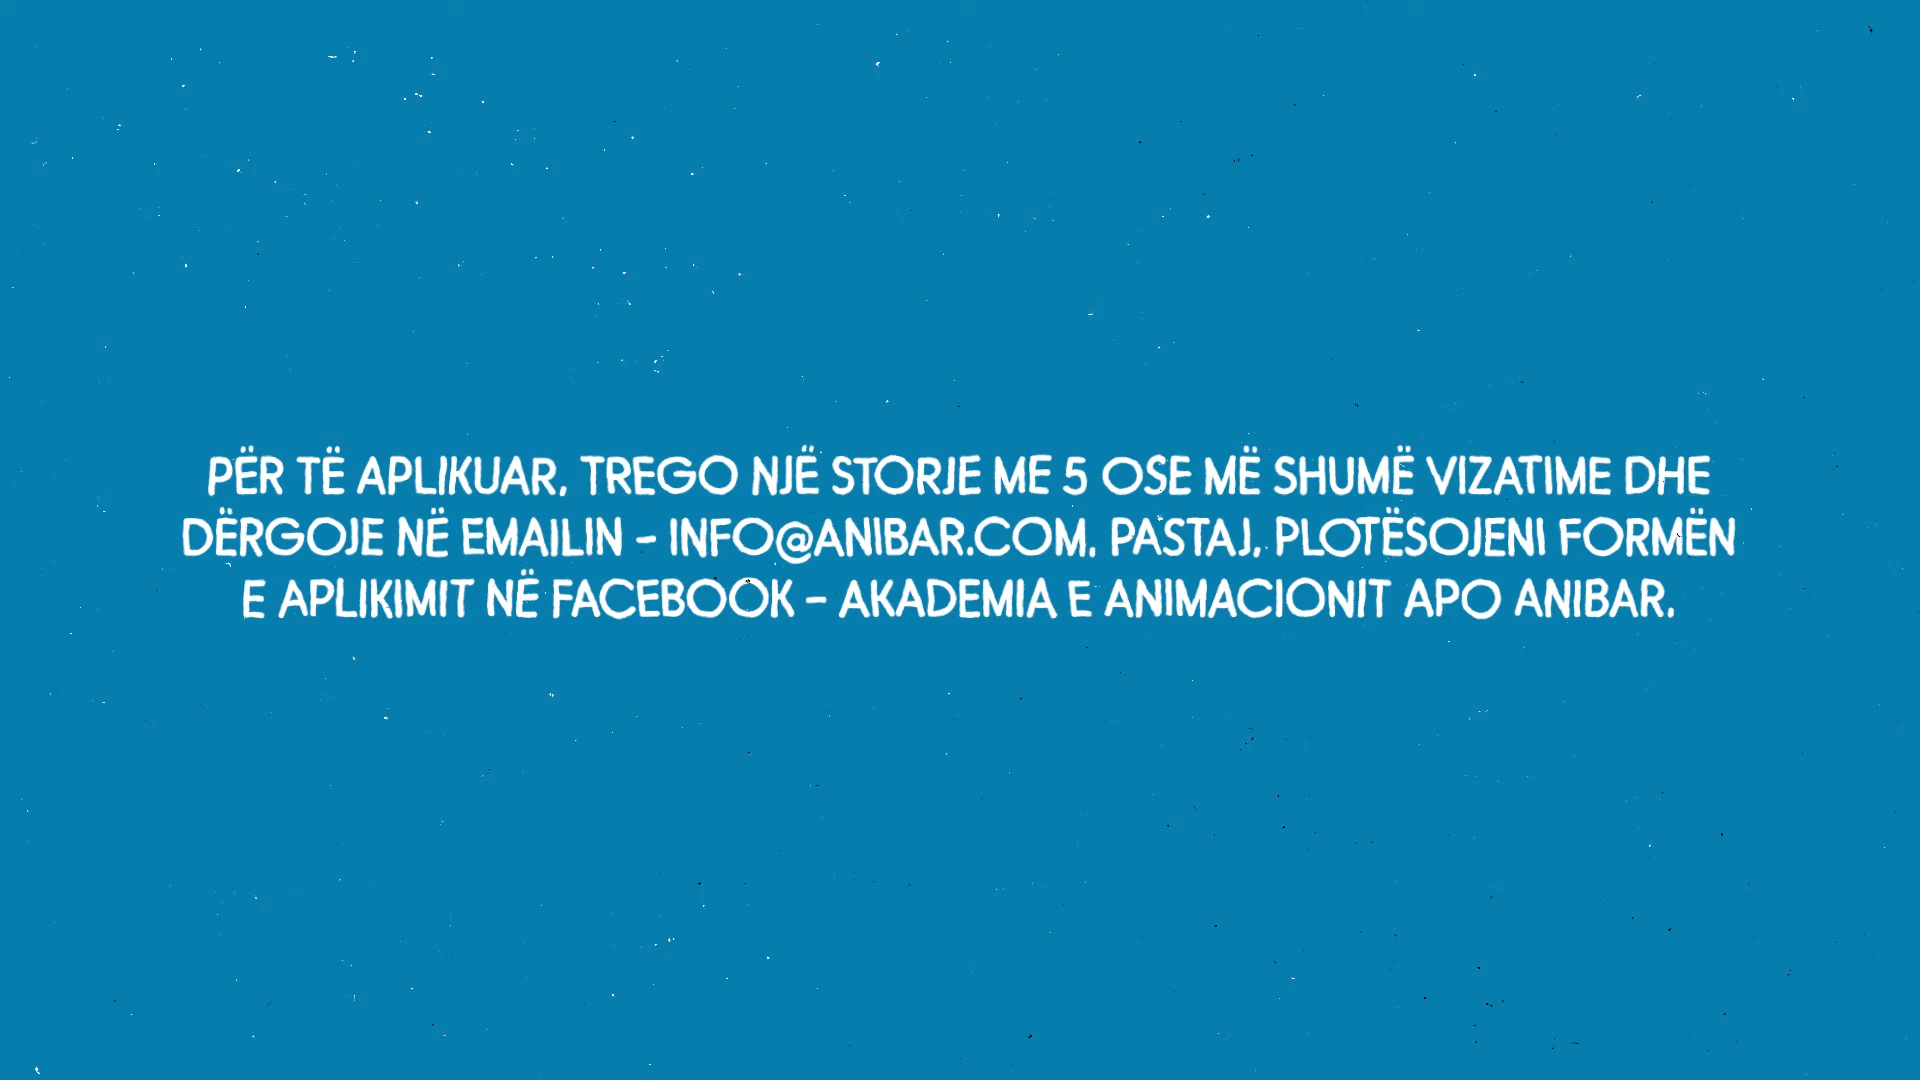 PËR TË APLIKUAR, TREGO NJË STORJE ME 5 OSE MË SHUMË VIZATIME DHE
DËRGOJE NË EMAILIN – INFO@ANIBAR.COM. PASTAJ, PLOTËSOJENI FORMËN
E APLIKIMIT NË FACEBOOK – AKADEMIA E ANIMACIONIT APO ANIBAR.